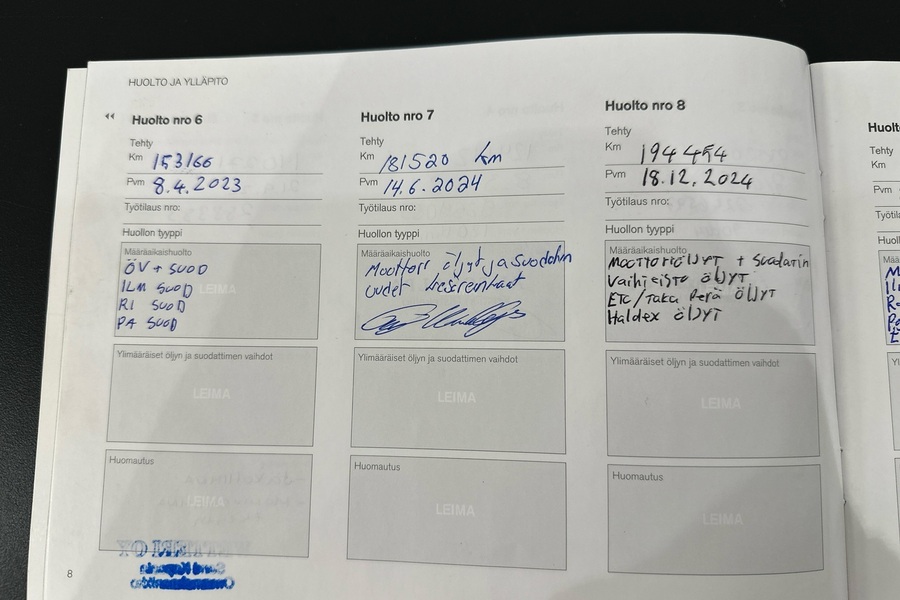 HUOLTO JA YLLÄPITO
Huolto nro 6
Tehty
Km 153166
Pvm 8.4.2023
Työtilaus nro:
Huollon tyyppi
Määräaikaishuolto
ÖV + SUOD
ILM SUOD
RI SUOD
PA SUOD
LEIMA
Ylimääräiset öljyn ja suodattimen vaihdot
LEIMA
Huomautus
LEIMA
8
Huolto nro 7
Tehty
Km 181520 km
Pvm 14.6.2024
Työtilaus nro:
Huollon tyyppi
Määräaikaishuolto
Moottori öljyt ja suodatin
uudet
Ylimääräiset öljyn ja suodattimen vaihdot
LEIMA
Huomautus
LEIMA
Huolto nro 8
Tehty
Km 194454
Pvm 18.12.2024
Työtilaus nro:
Huollon tyyppi
Määräaikaishuolto
MOOTTORIÖLJYT + Suodatin
Vaihteisto ÖLJYT
ETC/Taka Perä ÖLJYT
Haldex ÖLJYT
Ylimääräiset öljyn ja suodattimen vaihdot
LEIMA
Huomautus
LEIMA
Tehty
Km
Pvm